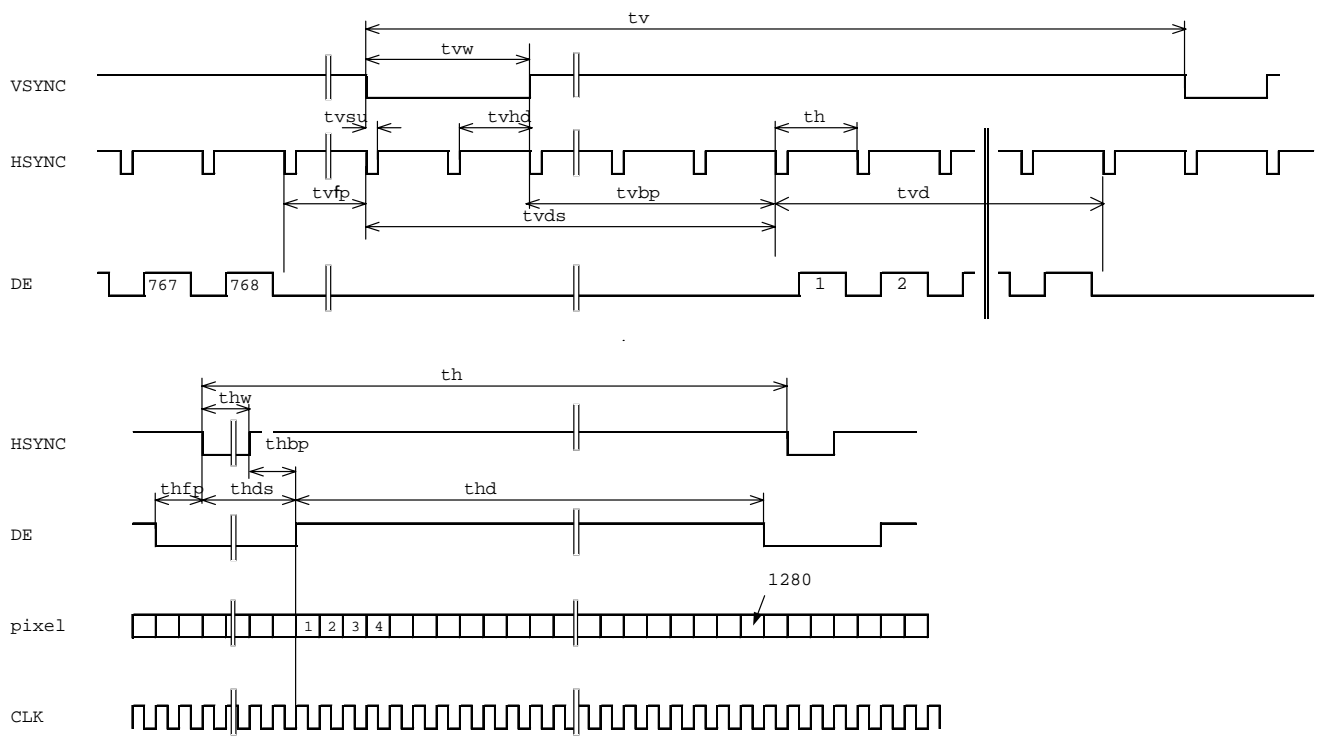 tv
tvw
VSYNC
tvsu
tvhd
th
HSYNC
tvfp
tvbp
tvd
tvds
DE
767
768
1
2
th
thw
HSYNC
thbp
thfp
thds
thd
DE
1280
pixel
1
2
3
4
CLK